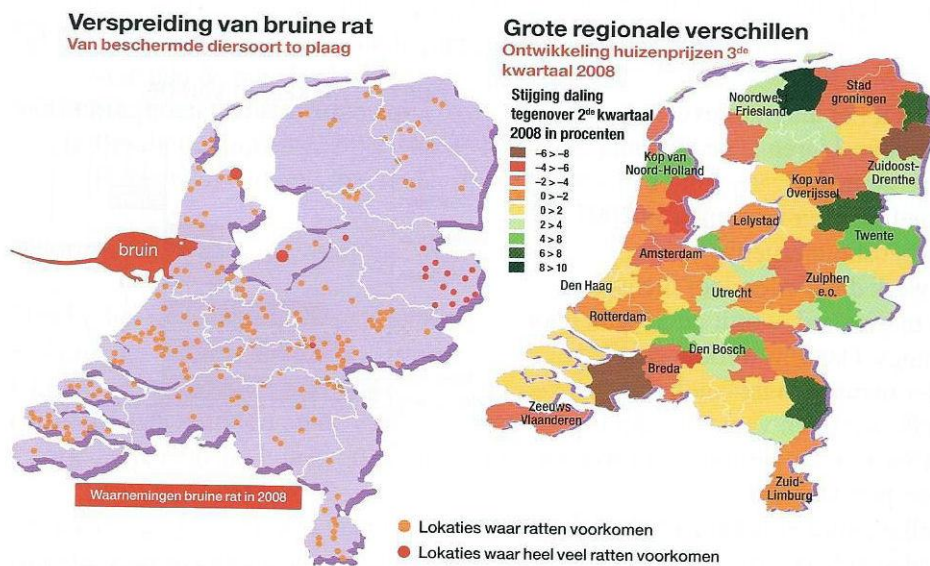 Verspreiding van bruine rat
Van beschermde diersoort to plaag
bruin
Waarnemingen bruine rat in 2008
Lokaties waar ratten voorkomen
Lokaties waar heel veel ratten voorkomen
Grote regionale verschillen
Ontwikkeling huizenprijzen 3de
kwartaal 2008
Stijging daling
tegenover 2de kwartaal
2008 in procenten
–6 > –8
–4 > –6
–2 > –4
0 > –2
0 > 2
2 > 4
4 > 8
6 > 8
8 > 10
Noordwest
Friesland
Stad
groningen
Kop van
Noord-Holland
Kop van
Overijssel
Zuidoost-
Drenthe
Lelystad
Twente
Amsterdam
Zulphen
e.o.
Den Haag
Utrecht
Rotterdam
Den Bosch
Breda
Zeeuws
Vlaanderen
Zuid-
Limburg